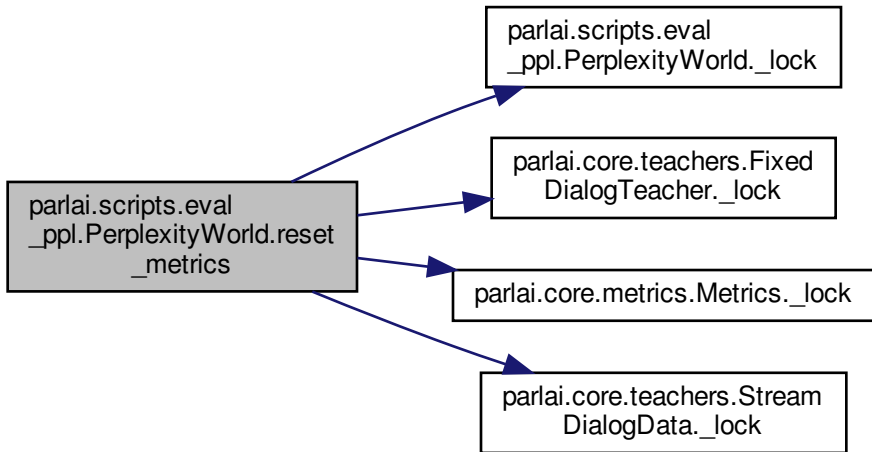 parlai.scripts.eval
_ppl.PerplexityWorld._lock
parlai.core.teachers.Fixed
DialogTeacher._lock
parlai.scripts.eval
_ppl.PerplexityWorld.reset
_metrics
parlai.core.metrics.Metrics._lock
parlai.core.teachers.Stream
DialogData._lock